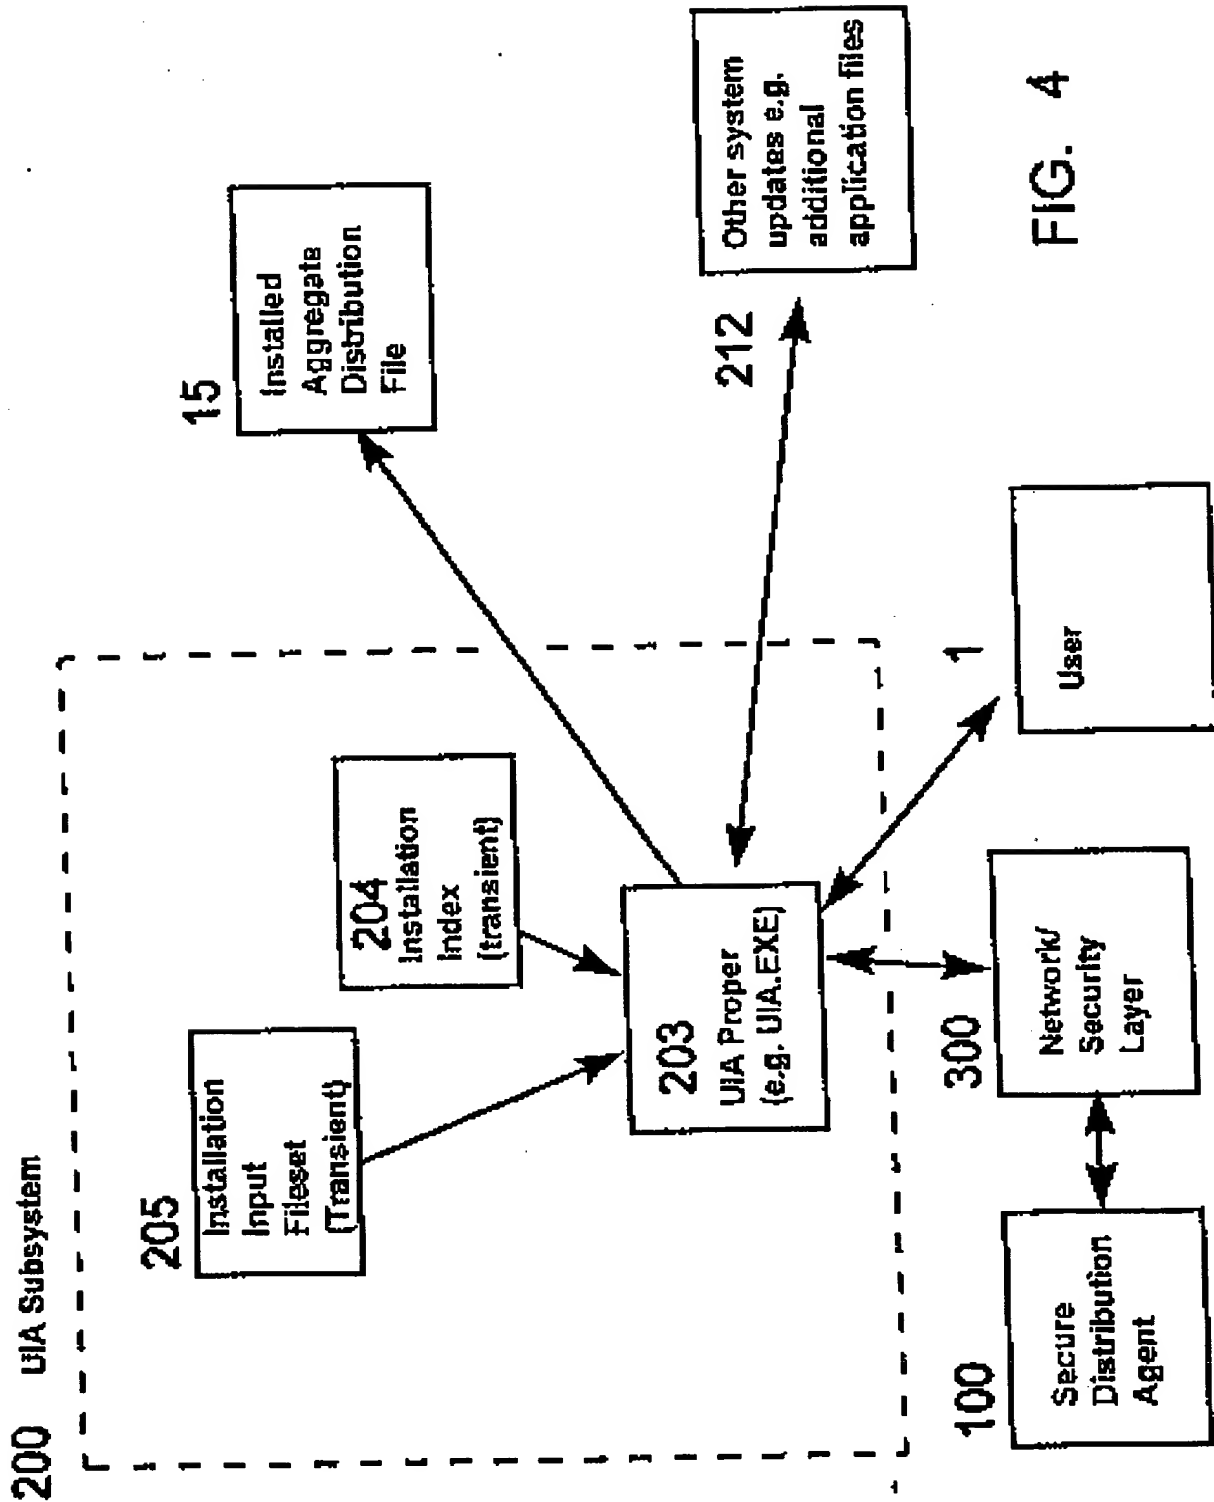 200 UIA Subsystem
205
Installation
Input
Fileset
(Transient)
204
Installation
Index
(transient)
15
Installed
Aggregate
Distribution
File
203
UIA Proper
(e.g. UIA.EXE)
212
Other system
updates e.g.
additional
application files
100
Secure
Distribution
Agent
300
Network/
Security
Layer
1
User
FIG. 4